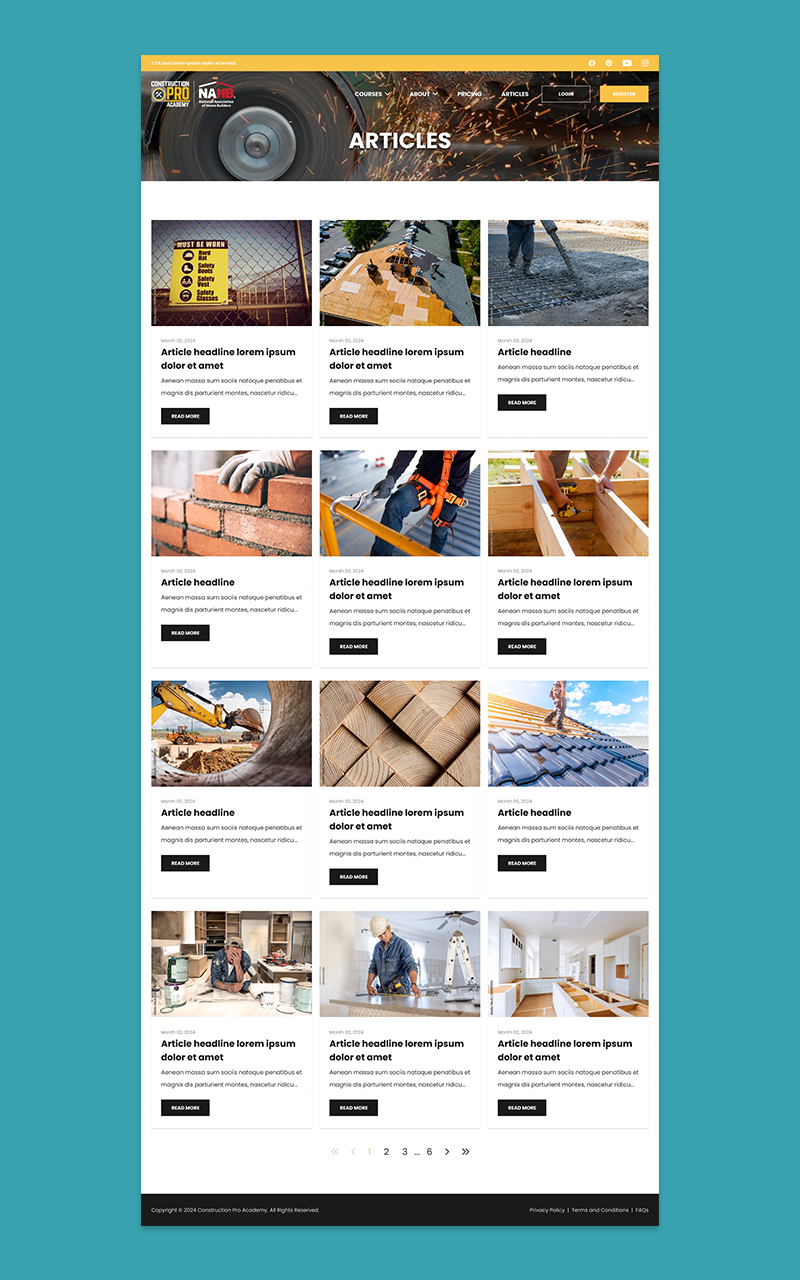 CTA text lorem ipsum dolor et amets
CONSTRUCTION
PRO
ACADEMY
NAHB
National Association
of Home Builders
COURSES
ABOUT
PRICING
ARTICLES
LOGIN
REGISTER
ARTICLES
MUST BE WORN
Hard
Hat
Safety
Boots
Safety
Vest
Safety
Glasses
Month 00, 2024
Article headline lorem ipsum
dolor et amet
Aenean massa sum sociis natoque penatibus et
magnis dis parturient montes, nascetur ridicu...
READ MORE
Month 00, 2024
Article headline lorem ipsum
dolor et amet
Aenean massa sum sociis natoque penatibus et
magnis dis parturient montes, nascetur ridicu...
READ MORE
Month 00, 2024
Article headline
Aenean massa sum sociis natoque penatibus et
magnis dis parturient montes, nascetur ridicu...
READ MORE
Month 00, 2024
Article headline
Aenean massa sum sociis natoque penatibus et
magnis dis parturient montes, nascetur ridicu...
READ MORE
Month 00, 2024
Article headline lorem ipsum
dolor et amet
Aenean massa sum sociis natoque penatibus et
magnis dis parturient montes, nascetur ridicu...
READ MORE
Month 00, 2024
Article headline lorem ipsum
dolor et amet
Aenean massa sum sociis natoque penatibus et
magnis dis parturient montes, nascetur ridicu...
READ MORE
Month 00, 2024
Article headline
Aenean massa sum sociis natoque penatibus et
magnis dis parturient montes, nascetur ridicu...
READ MORE
Month 00, 2024
Article headline lorem ipsum
dolor et amet
Aenean massa sum sociis natoque penatibus et
magnis dis parturient montes, nascetur ridicu...
READ MORE
Month 00, 2024
Article headline
Aenean massa sum sociis natoque penatibus et
magnis dis parturient montes, nascetur ridicu...
READ MORE
Month 00, 2024
Article headline lorem ipsum
dolor et amet
Aenean massa sum sociis natoque penatibus et
magnis dis parturient montes, nascetur ridicu...
READ MORE
Month 00, 2024
Article headline lorem ipsum
dolor et amet
Aenean massa sum sociis natoque penatibus et
magnis dis parturient montes, nascetur ridicu...
READ MORE
Month 00, 2024
Article headline lorem ipsum
dolor et amet
Aenean massa sum sociis natoque penatibus et
magnis dis parturient montes, nascetur ridicu...
READ MORE
« ‹ 1 2 3 ... 6 › »
Copyright © 2024 Construction Pro Academy. All Rights Reserved.
Privacy Policy | Terms and Conditions | FAQs